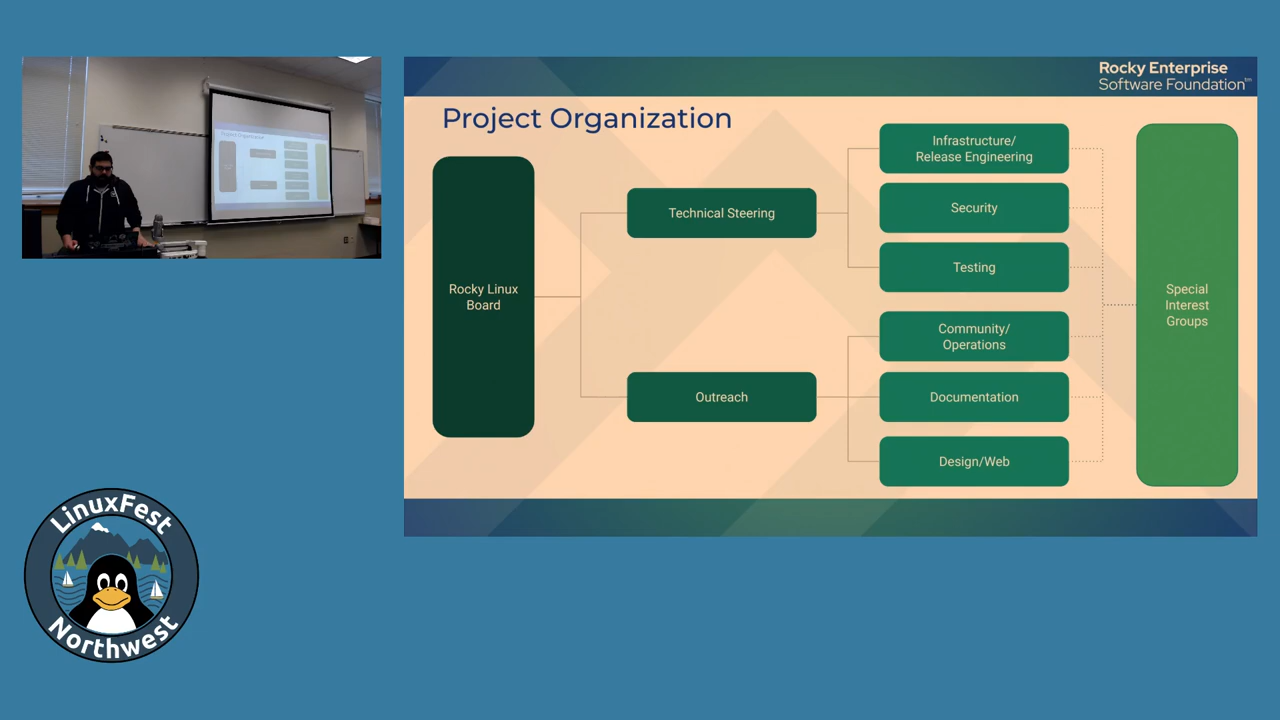 Rocky Enterprise
Software Foundation™
Project Organization
Rocky Linux
Board
Technical Steering
Outreach
Infrastructure/
Release Engineering
Security
Testing
Community/
Operations
Documentation
Design/Web
Special
Interest
Groups
LinuxFest
Northwest